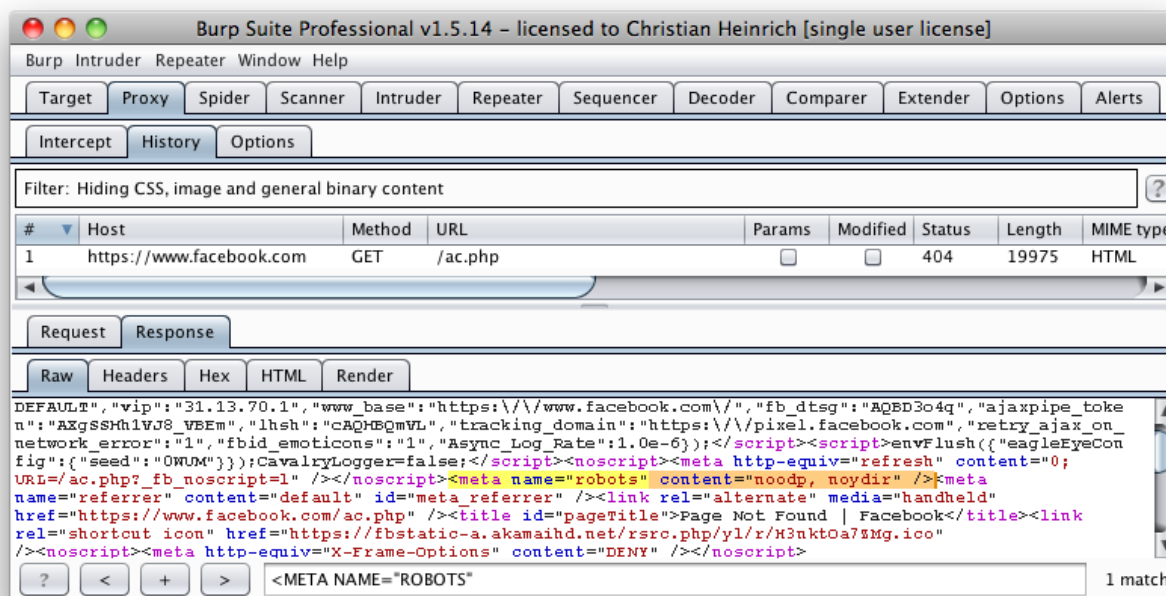 Burp Suite Professional v1.5.14 – licensed to Christian Heinrich [single user license]
Burp Intruder Repeater Window Help
Target Proxy Spider Scanner Intruder Repeater Sequencer Decoder Comparer Extender Options Alerts
Intercept History Options
Filter: Hiding CSS, image and general binary content ?
# Host Method URL Params Modified Status Length MIME type
1 https://www.facebook.com GET /ac.php 404 19975 HTML
Request Response
Raw Headers Hex HTML Render
DEFAULT","vip":"31.13.70.1","www_base":"https:\/\/www.facebook.com\/","fb_dtsg":"AQBD3o4q","ajaxpipe_toke
n":"AXgSSHh1VJ8_VBEm","lhsh":"cAQHBQmVL","tracking_domain":"https:\/\/pixel.facebook.com","retry_ajax_on_
network_error":"1","fbid_emoticons":"1","Async_Log_Rate":1.0e-6});</script><script>envFlush({"eagleEyeCon
fig":{"seed":"0WUM"}});CavalryLogger=false;</script><noscript><meta http-equiv="refresh" content="0;
URL=/ac.php?_fb_noscript=1" /></noscript><meta name="robots" content="noodp, noydir" /><meta
name="referrer" content="default" id="meta_referrer" /><link rel="alternate" media="handheld"
href="https://www.facebook.com/ac.php" /><title id="pageTitle">Page Not Found | Facebook</title><link
rel="shortcut icon" href="https://fbstatic-a.akamaihd.net/rsrc.php/yl/r/H3nktOa7ZMg.ico"
/><noscript><meta http-equiv="X-Frame-Options" content="DENY" /></noscript>
? < + > <META NAME="ROBOTS" 1 match